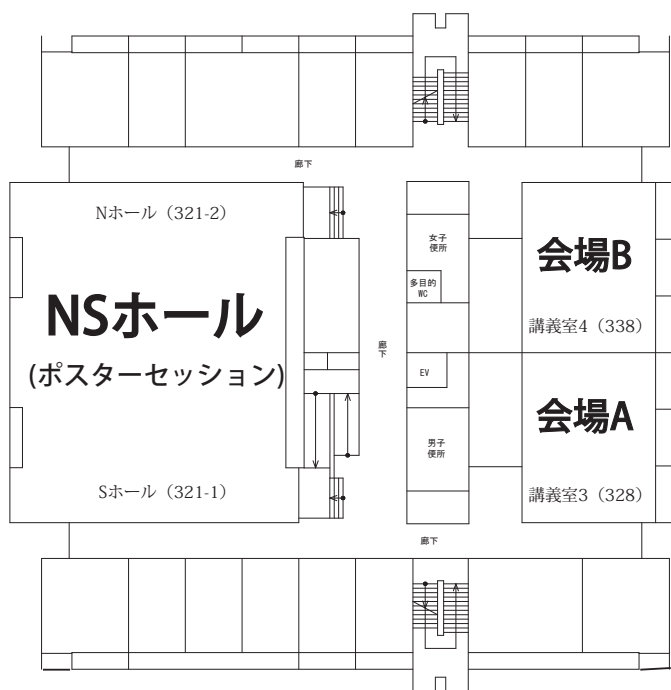 廊下
Nホール（321-2）
女子
便所
会場B
多目的
WC
NSホール
講義室4（338）
廊
下
(ポスターセッション)
EV
会場A
男子
便所
Sホール（321-1）
講義室3（328）
廊下